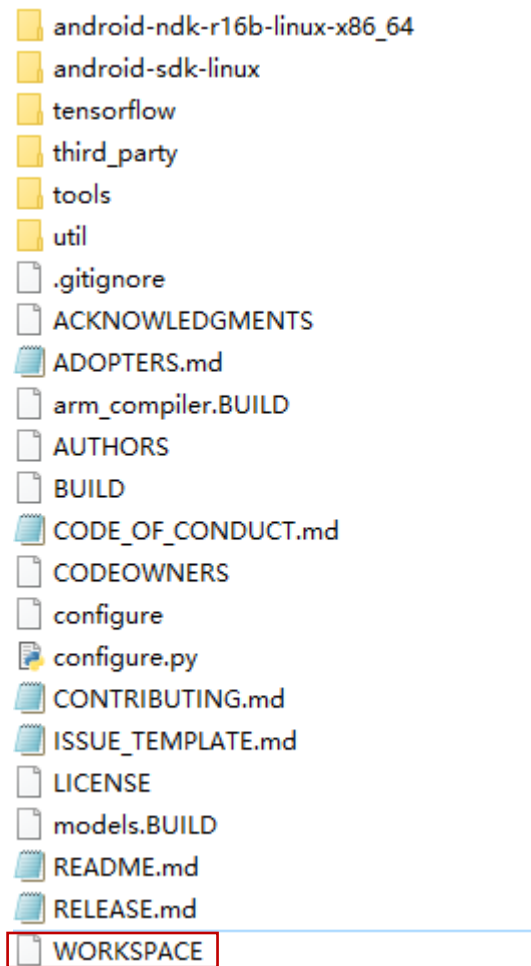 android-ndk-r16b-linux-x86_64
android-sdk-linux
tensorflow
third_party
tools
util
.gitignore
ACKNOWLEDGMENTS
ADOPTERS.md
arm_compiler.BUILD
AUTHORS
BUILD
CODE_OF_CONDUCT.md
CODEOWNERS
configure
configure.py
CONTRIBUTING.md
ISSUE_TEMPLATE.md
LICENSE
models.BUILD
README.md
RELEASE.md
WORKSPACE